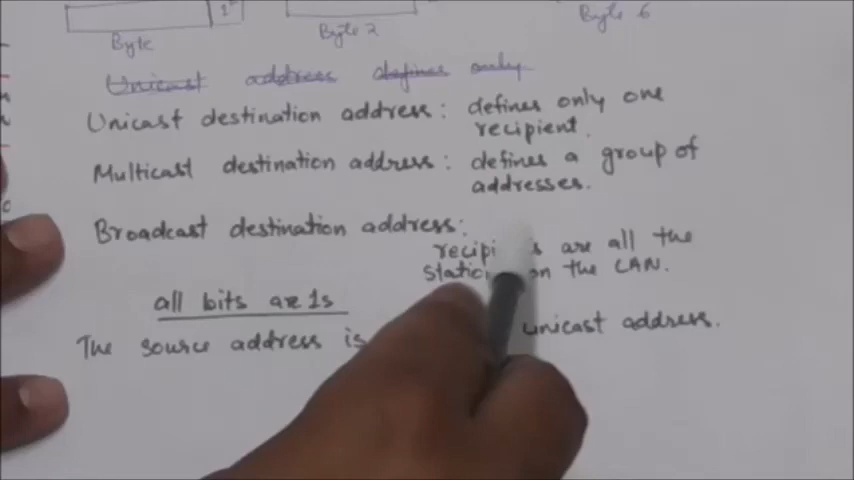 Byte
Byte 2
Byte 6
Unicast address defines only
Unicast destination address: defines only one
recipient.
Multicast destination address: defines a group of
addresses.
Broadcast destination address:
are all the
on the LAN.
all bits are 1s
The source address is unicast address.